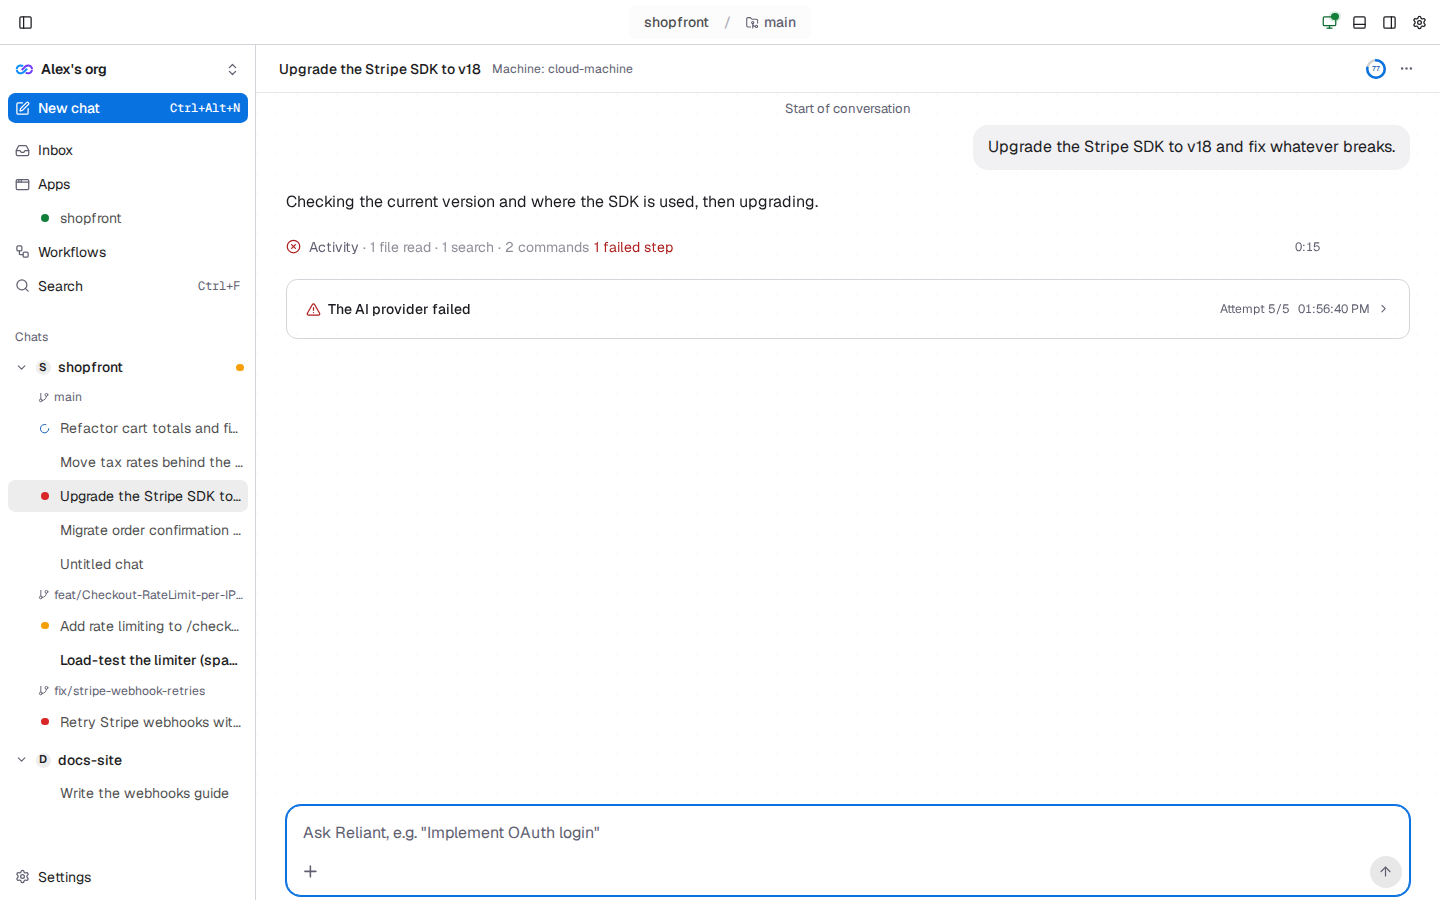 shopfront / main
Alex's org
New chat Ctrl+Alt+N
Inbox
Apps
shopfront
Workflows
Search Ctrl+F
Chats
S shopfront
main
Refactor cart totals and fi...
Move tax rates behind the ...
Upgrade the Stripe SDK to...
Migrate order confirmation ...
Untitled chat
feat/Checkout-RateLimit-per-IP...
Add rate limiting to /check...
Load-test the limiter (spa...
fix/stripe-webhook-retries
Retry Stripe webhooks wit...
D docs-site
Write the webhooks guide
Settings
Upgrade the Stripe SDK to v18 Machine: cloud-machine 77
Start of conversation
Upgrade the Stripe SDK to v18 and fix whatever breaks.
Checking the current version and where the SDK is used, then upgrading.
Activity · 1 file read · 1 search · 2 commands 1 failed step 0:15
The AI provider failed Attempt 5/5 01:56:40 PM
Ask Reliant, e.g. "Implement OAuth login"